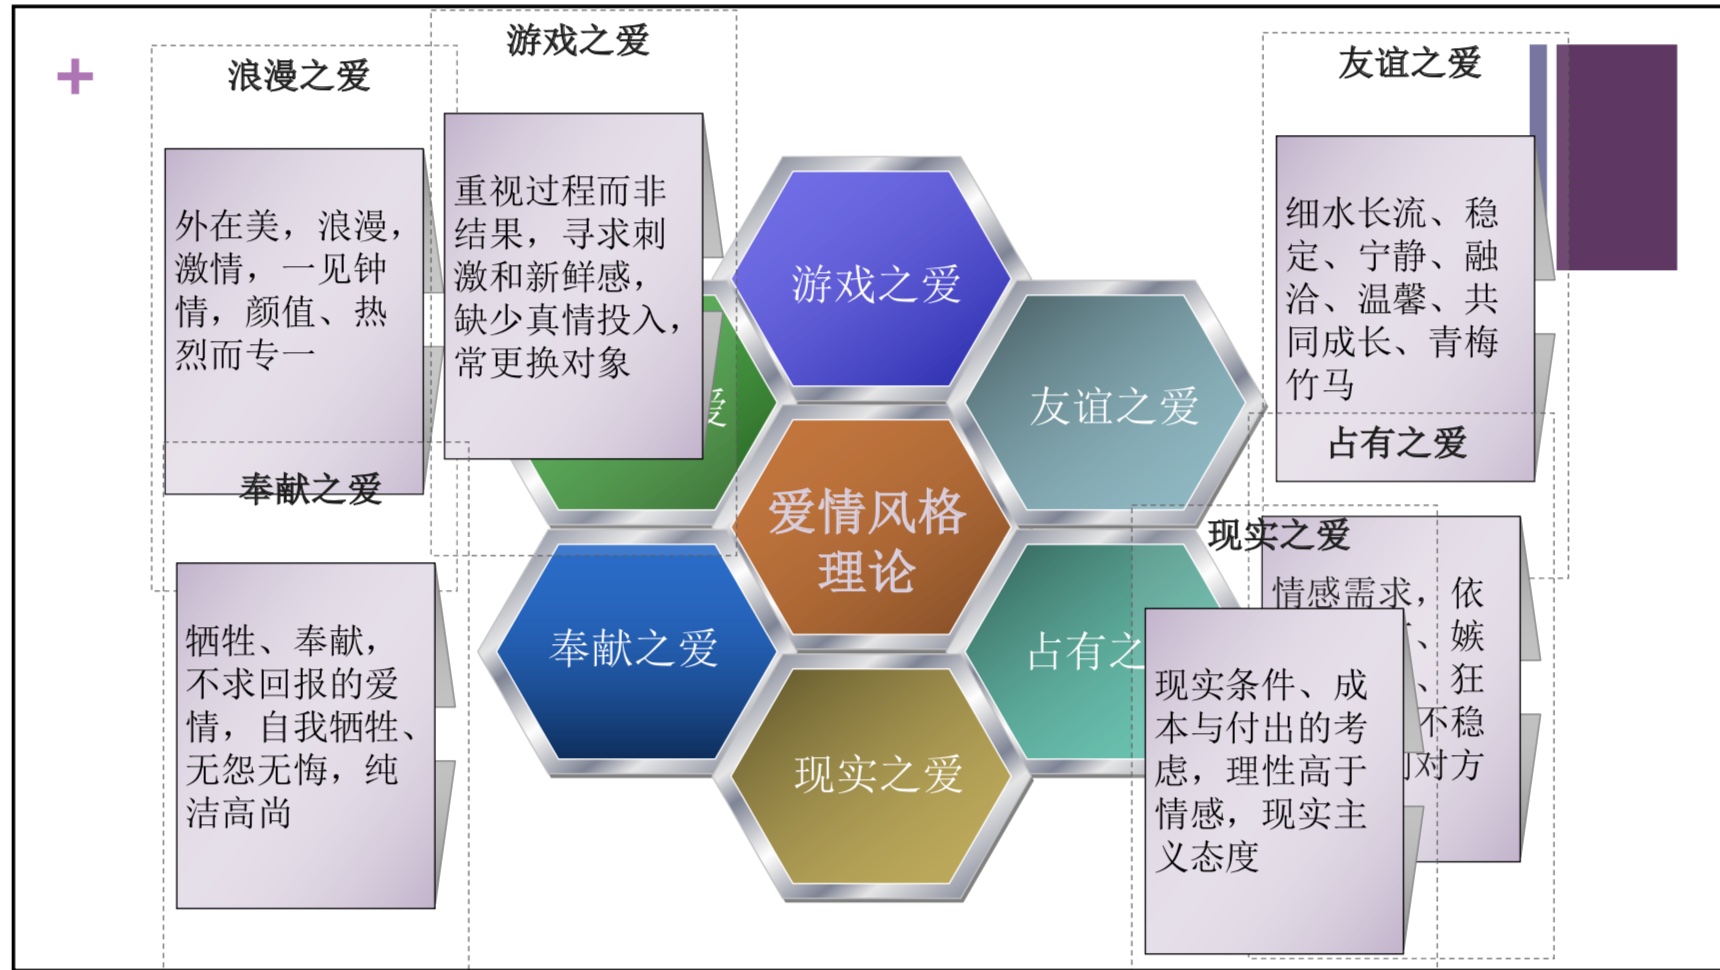 浪漫之爱
外在美，浪漫，
激情，一见钟
情，颜值、热
烈而专一
游戏之爱
重视过程而非
结果，寻求刺
激和新鲜感，
缺少真情投入，
常更换对象
友谊之爱
细水长流、稳
定、宁静、融
洽、温馨、共
同成长、青梅
竹马
游戏之爱
友谊之爱
爱
爱情风格
理论
奉献之爱
占有之
现实之爱
奉献之爱
牺牲、奉献，
不求回报的爱
情，自我牺牲、
无怨无悔，纯
洁高尚
占有之爱
情感需求，依
、嫉
、狂
不稳
对方
现实之爱
现实条件、成
本与付出的考
虑，理性高于
情感，现实主
义态度